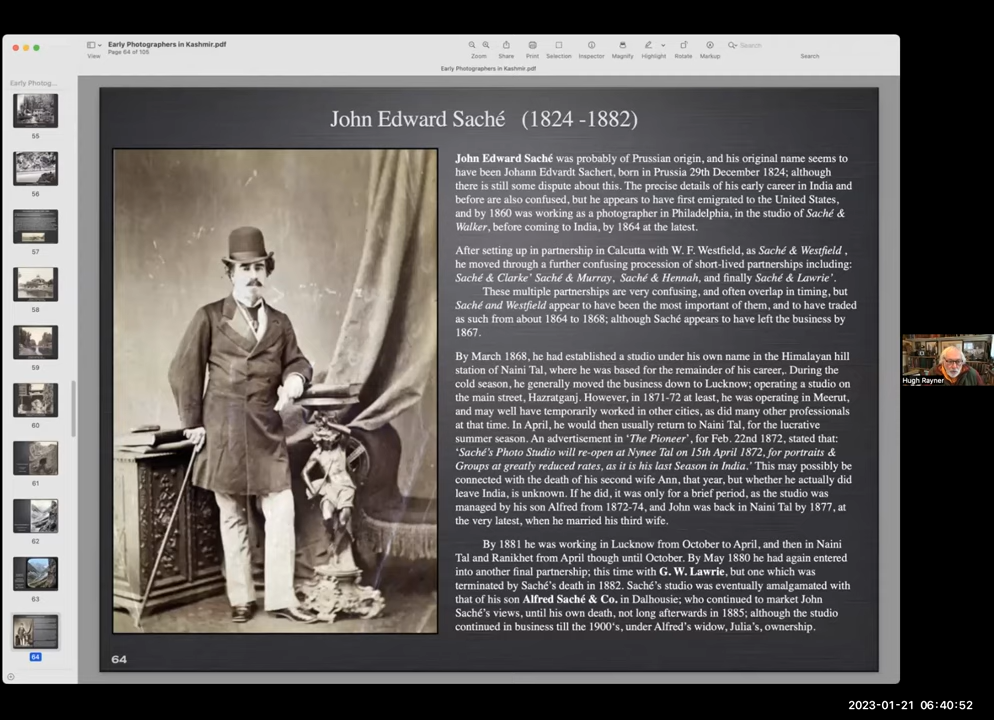 Early Photographers in Kashmir.pdf
Page 64 of 105
View
Zoom
Share
Print
Selection
Inspector
Magnify
Highlight
Rotate
Markup
Search
Search
Early Photographers in Kashmir.pdf
Early Photog...
55
56
57
58
59
60
61
62
63
64
John Edward Saché (1824 -1882)
John Edward Saché was probably of Prussian origin, and his original name seems to
have been Johann Edvardt Sachert, born in Prussia 29th December 1824; although
there is still some dispute about this. The precise details of his early career in India and
before are also confused, but he appears to have first emigrated to the United States,
and by 1860 was working as a photographer in Philadelphia, in the studio of Saché &
Walker, before coming to India, by 1864 at the latest.
After setting up in partnership in Calcutta with W. F. Westfield, as Saché & Westfield ,
he moved through a further confusing procession of short-lived partnerships including:
Saché & Clarke' Saché & Murray, Saché & Hennah, and finally Saché & Lawrie'.
These multiple partnerships are very confusing, and often overlap in timing, but
Saché and Westfield appear to have been the most important of them, and to have traded
as such from about 1864 to 1868; although Saché appears to have left the business by
1867.
By March 1868, he had established a studio under his own name in the Himalayan hill
station of Naini Tal, where he was based for the remainder of his career,. During the
cold season, he generally moved the business down to Lucknow; operating a studio on
the main street, Hazratganj. However, in 1871-72 at least, he was operating in Meerut,
and may well have temporarily worked in other cities, as did many other professionals
at that time. In April, he would then usually return to Naini Tal, for the lucrative
summer season. An advertisement in 'The Pioneer', for Feb. 22nd 1872, stated that:
'Saché's Photo Studio will re-open at Nynee Tal on 15th April 1872, for portraits &
Groups at greatly reduced rates, as it is his last Season in India.' This may possibly be
connected with the death of his second wife Ann, that year, but whether he actually did
leave India, is unknown. If he did, it was only for a brief period, as the studio was
managed by his son Alfred from 1872-74, and John was back in Naini Tal by 1877, at
the very latest, when he married his third wife.
By 1881 he was working in Lucknow from October to April, and then in Naini
Tal and Ranikhet from April though until October. By May 1880 he had again entered
into another final partnership; this time with G. W. Lawrie, but one which was
terminated by Saché's death in 1882. Saché's studio was eventually amalgamated with
that of his son Alfred Saché & Co. in Dalhousie; who continued to market John
Saché's views, until his own death, not long afterwards in 1885; although the studio
continued in business till the 1900's, under Alfred's widow, Julia's, ownership.
64
Hugh Rayner
2023-01-21 06:40:52